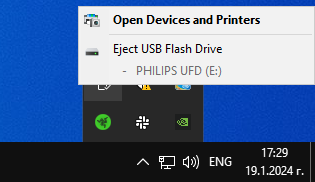 Open Devices and Printers
Eject USB Flash Drive
- PHILIPS UFD (E:)
ENG
17:29
19.1.2024 г.